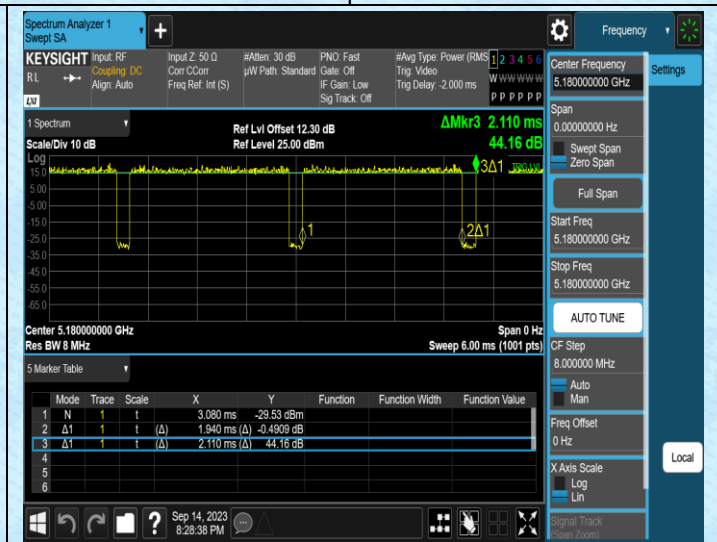 Spectrum Analyzer 1
Swept SA
+
Frequency
KEYSIGHT
RL
LXI
Input: RF
Coupling: DC
Align: Auto
Input Z: 50 Ω
Corr CCorr
Freq Ref: Int (S)
#Atten: 30 dB
µW Path: Standard
PNO: Fast
Gate: Off
IF Gain: Low
Sig Track: Off
#Avg Type: Power (RMS
Trig: Video
Trig Delay: -2.000 ms
1 2 3 4 5 6
W W W W W W
P P P P P P
1 Spectrum
Scale/Div 10 dB
Log
Ref Lvl Offset 12.30 dB
Ref Level 25.00 dBm
ΔMkr3 2.110 ms
44.16 dB
15.0
5.00
-5.00
-15.0
-25.0
-35.0
-45.0
-55.0
-65.0
3Δ1
TRIG LVL
1
2Δ1
Center 5.180000000 GHz
Res BW 8 MHz
Span 0 Hz
Sweep 6.00 ms (1001 pts)
5 Marker Table
Mode Trace Scale X Y Function Function Width Function Value
1 N 1 t 3.080 ms -29.53 dBm
2 Δ1 1 t (Δ) 1.940 ms (Δ) -0.4909 dB
3 Δ1 1 t (Δ) 2.110 ms (Δ) 44.16 dB
4
5
6
?
Sep 14, 2023
8:28:38 PM
Center Frequency
5.180000000 GHz
Span
0.00000000 Hz
Swept Span
Zero Span
Full Span
Start Freq
5.180000000 GHz
Stop Freq
5.180000000 GHz
AUTO TUNE
CF Step
8.000000 MHz
Auto
Man
Freq Offset
0 Hz
X Axis Scale
Log
Lin
Signal Track
(Span Zoom)
Settings
Local